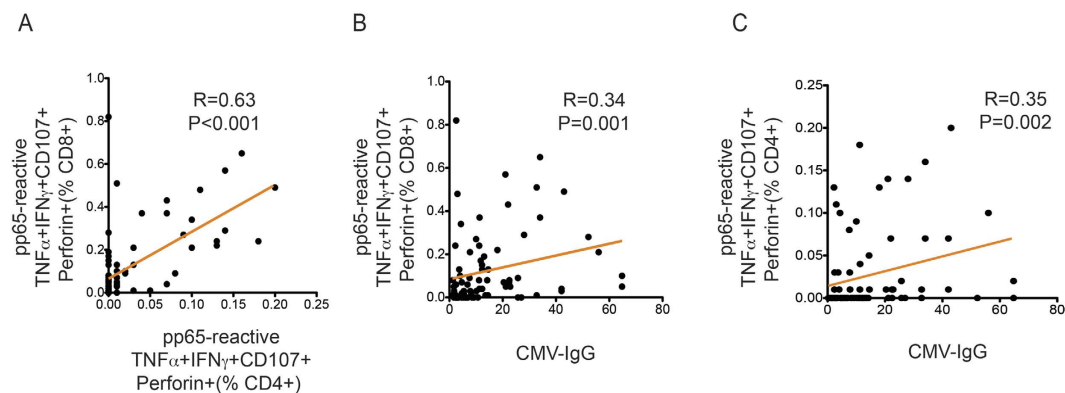 A
pp65-reactive
TNFα+IFNγ+CD107+
Perforin+(% CD8+)
1.0
0.8
0.6
0.4
0.2
0.0
R=0.63
P<0.001
0.00
0.05
0.10
0.15
0.20
0.25
pp65-reactive
TNFα+IFNγ+CD107+
Perforin+(% CD4+)
B
pp65-reactive
TNFα+IFNγ+CD107+
Perforin+(% CD8+)
1.0
0.8
0.6
0.4
0.2
0.0
R=0.34
P=0.001
0
20
40
60
80
CMV-IgG
C
pp65-reactive
TNFα+IFNγ+CD107+
Perforin+(% CD4+)
0.25
0.20
0.15
0.10
0.05
0.00
R=0.35
P=0.002
0
20
40
60
80
CMV-IgG